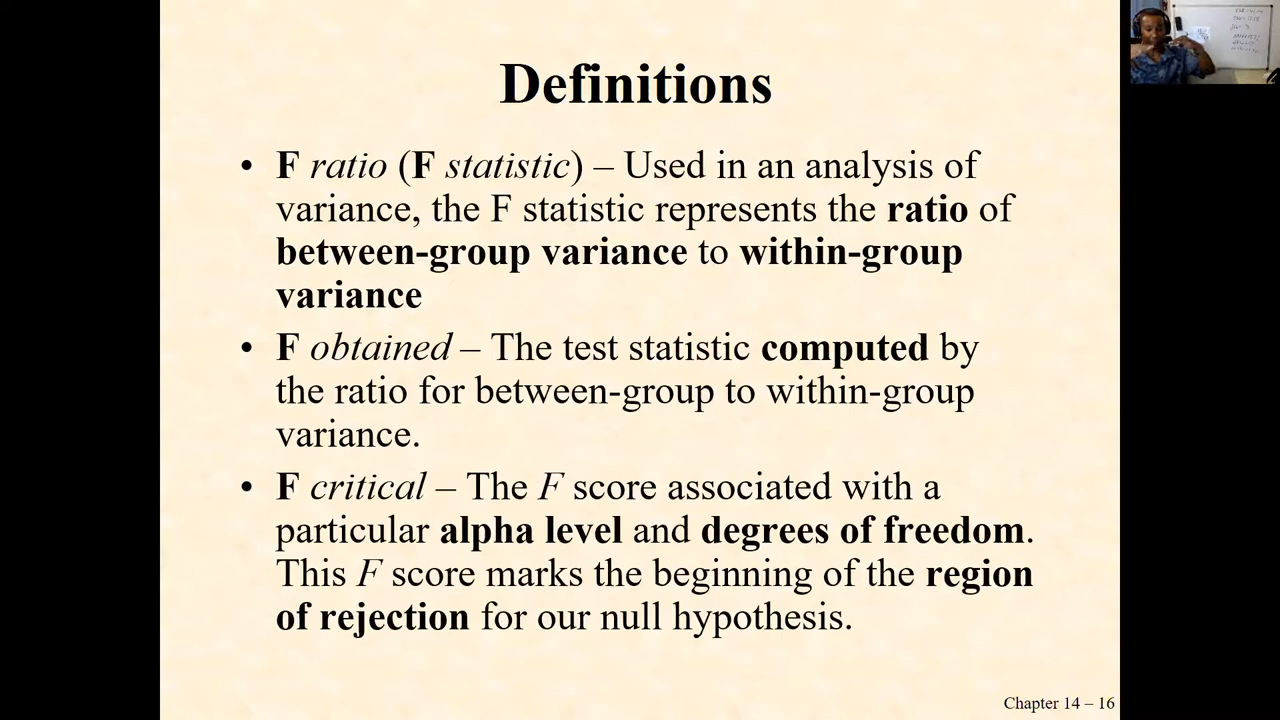 Definitions
• F ratio (F statistic) – Used in an analysis of
variance, the F statistic represents the ratio of
between-group variance to within-group
variance
• F obtained – The test statistic computed by
the ratio for between-group to within-group
variance.
• F critical – The F score associated with a
particular alpha level and degrees of freedom.
This F score marks the beginning of the region
of rejection for our null hypothesis.
Chapter 14 – 16